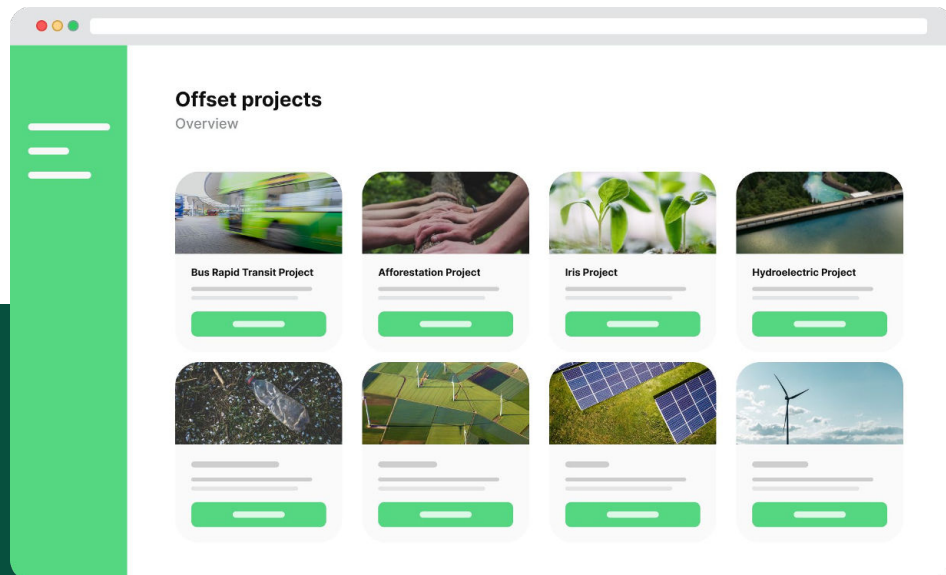 Offset projects
Overview
Bus Rapid Transit Project
Afforestation Project
Iris Project
Hydroelectric Project